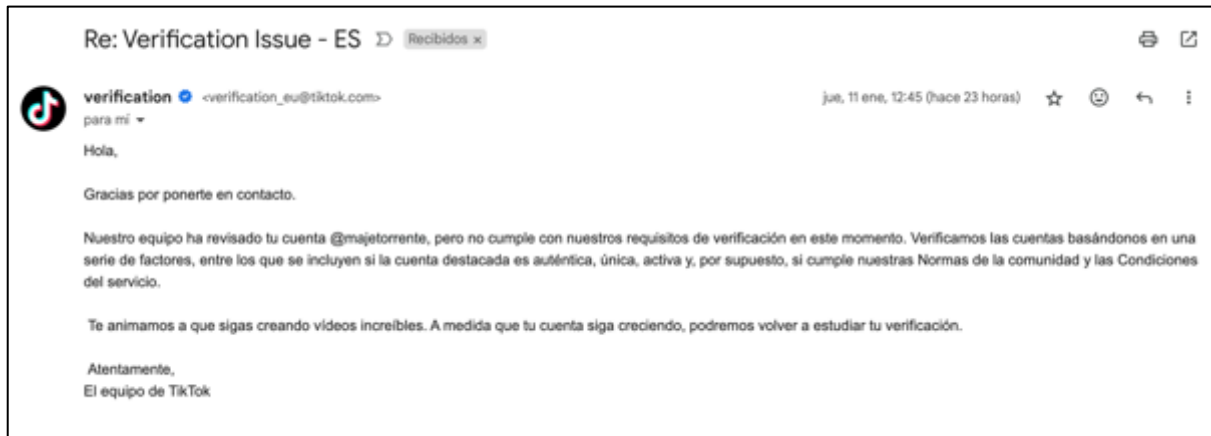 Re: Verification Issue - ES Recibidos x
verification <verification_eu@tiktok.com> jue, 11 ene, 12:45 (hace 23 horas)
para mí
Hola,
Gracias por ponerte en contacto.
Nuestro equipo ha revisado tu cuenta @majetorrente, pero no cumple con nuestros requisitos de verificación en este momento. Verificamos las cuentas basándonos en una
serie de factores, entre los que se incluyen si la cuenta destacada es auténtica, única, activa y, por supuesto, si cumple nuestras Normas de la comunidad y las Condiciones
del servicio.
Te animamos a que sigas creando vídeos increíbles. A medida que tu cuenta siga creciendo, podremos volver a estudiar tu verificación.
Atentamente,
El equipo de TikTok